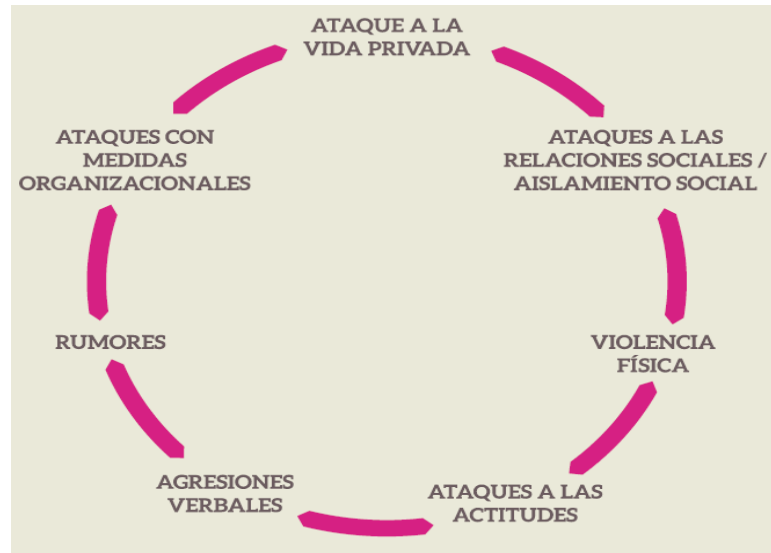 ATAQUE A LA
VIDA PRIVADA
ATAQUES A LAS
RELACIONES SOCIALES /
AISLAMIENTO SOCIAL
VIOLENCIA
FÍSICA
ATAQUES A LAS
ACTITUDES
AGRESIONES
VERBALES
RUMORES
ATAQUES CON
MEDIDAS
ORGANIZACIONALES